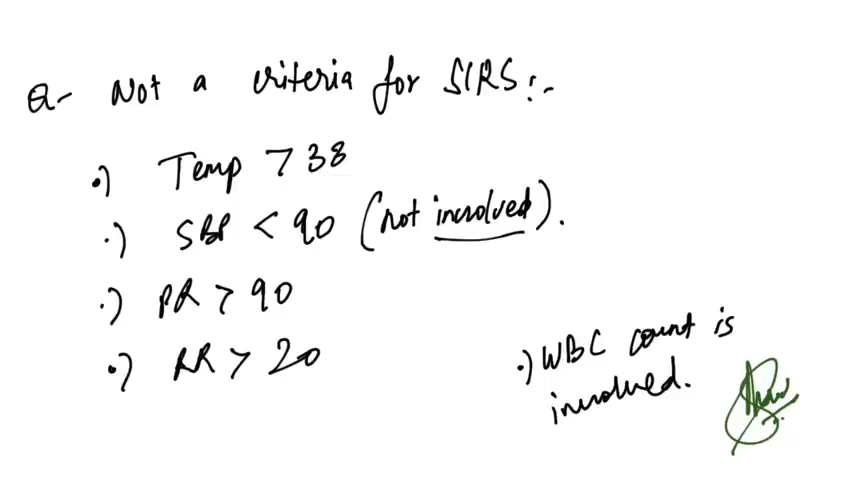 Q- Not a criteria for SIRS:-
•) Temp > 38
•) SBP < 90 (not involved).
•) PR > 90
•) RR > 20
•) WBC count is
involved.